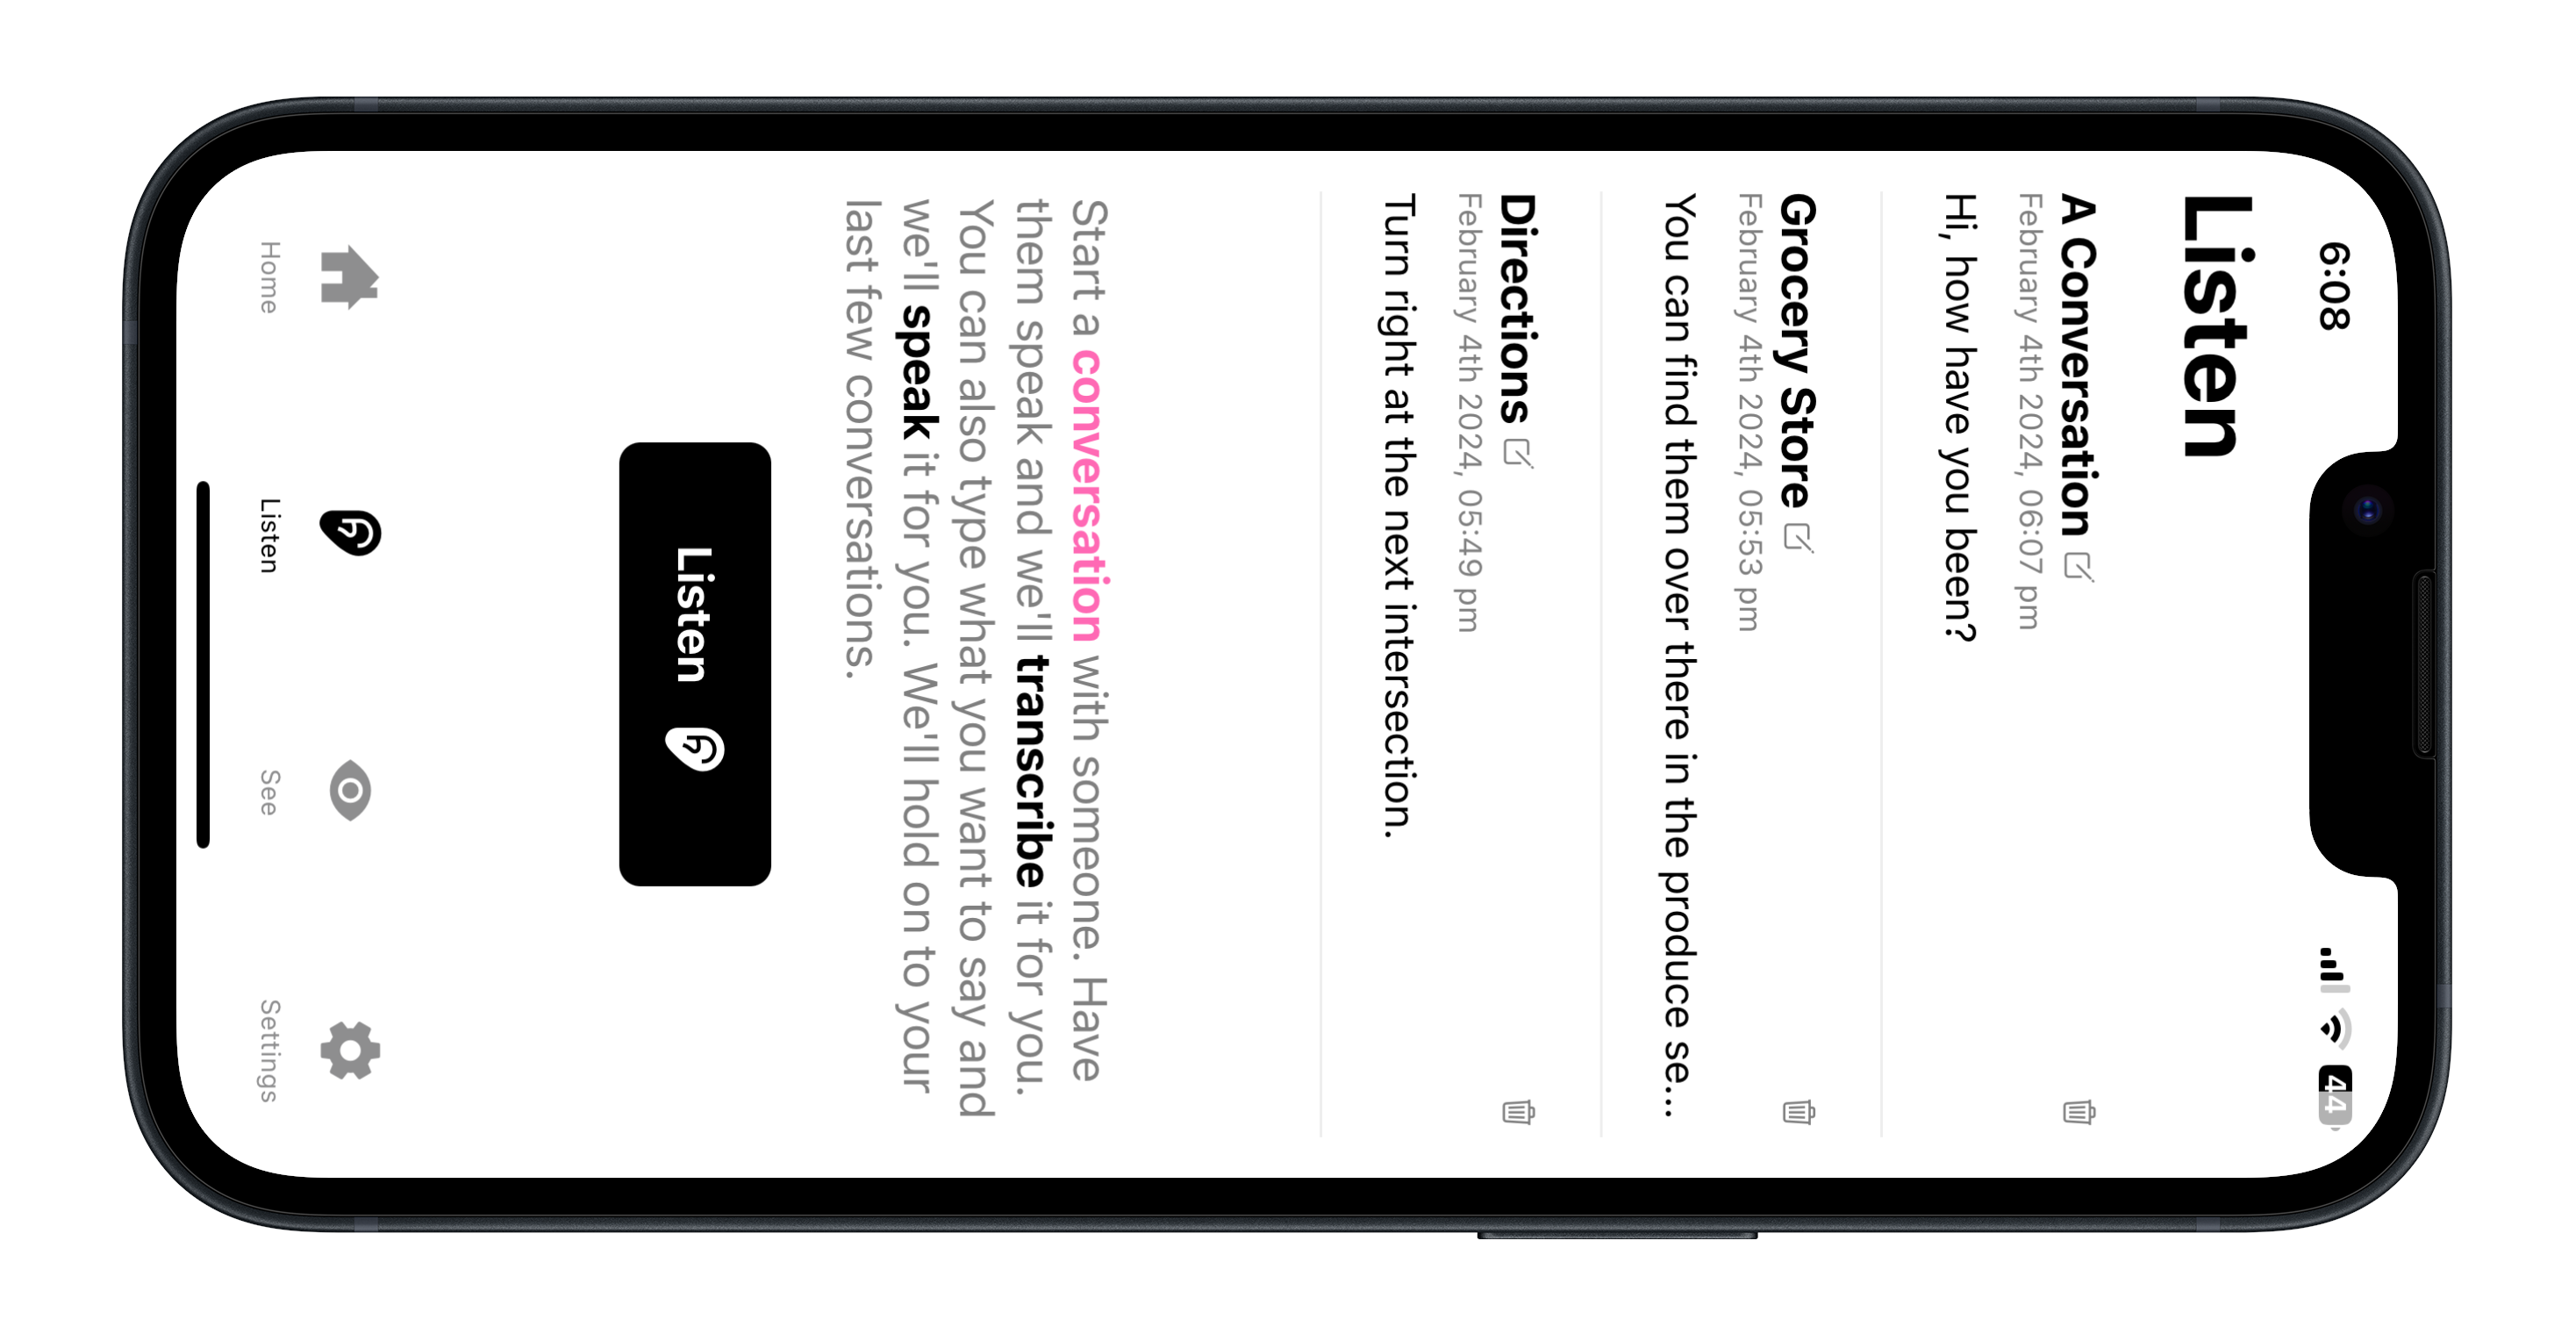 6:08
44
Listen
A Conversation
February 4th 2024, 06:07 pm
Hi, how have you been?
Grocery Store
February 4th 2024, 05:53 pm
You can find them over there in the produce se...
Directions
February 4th 2024, 05:49 pm
Turn right at the next intersection.
Start a conversation with someone. Have
them speak and we'll transcribe it for you.
You can also type what you want to say and
we'll speak it for you. We'll hold on to your
last few conversations.
Listen
Home
Listen
See
Settings